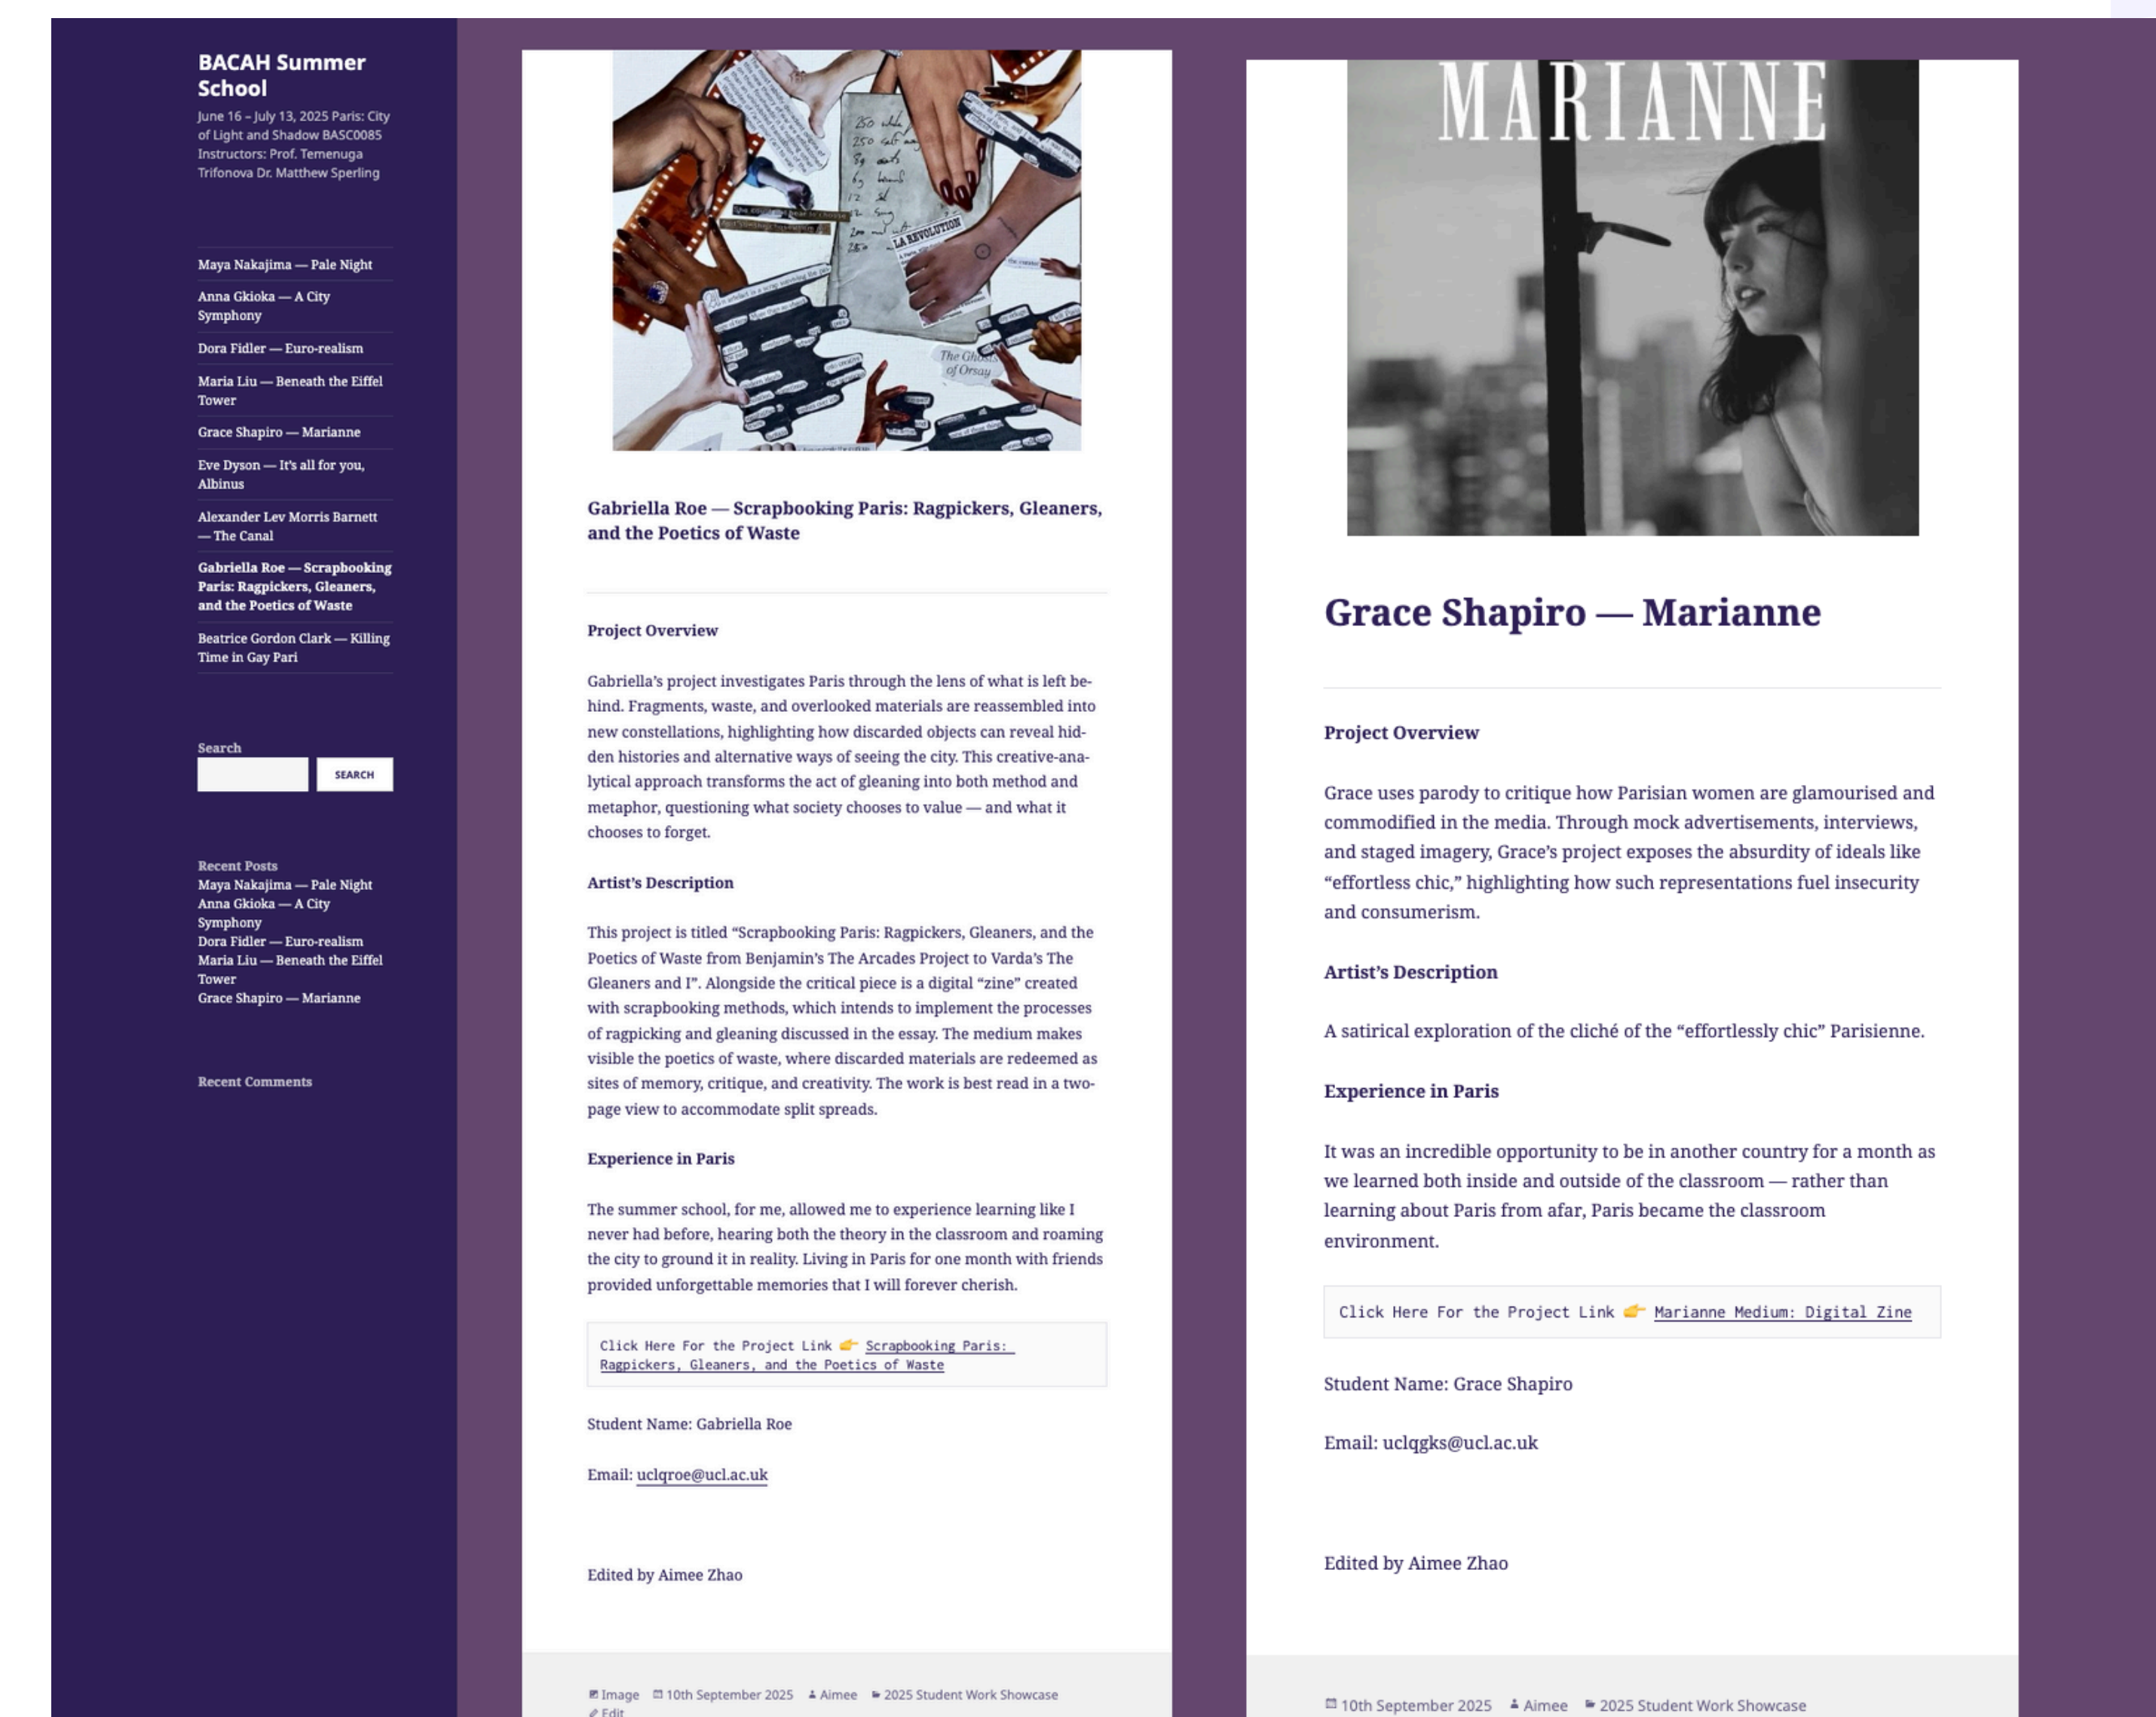 BACAH Summer
School
June 16 – July 13, 2025 Paris: City
of Light and Shadow BASC0085
Instructors: Prof. Temenuga
Trifonova Dr. Matthew Sperling
Maya Nakajima — Pale Night
Anna Gkioka — A City
Symphony
Dora Fidler — Euro-realism
Maria Liu — Beneath the Eiffel
Tower
Grace Shapiro — Marianne
Eve Dyson — It’s all for you,
Albinus
Alexander Lev Morris Barnett
— The Canal
Gabriella Roe — Scrapbooking
Paris: Ragpickers, Gleaners,
and the Poetics of Waste
Beatrice Gordon Clark — Killing
Time in Gay Pari
Search
SEARCH
Recent Posts
Maya Nakajima — Pale Night
Anna Gkioka — A City
Symphony
Dora Fidler — Euro-realism
Maria Liu — Beneath the Eiffel
Tower
Grace Shapiro — Marianne
Recent Comments
LA REVOLUTION
The Ghosts
of Orsay
Gabriella Roe — Scrapbooking Paris: Ragpickers, Gleaners,
and the Poetics of Waste
Project Overview
Gabriella’s project investigates Paris through the lens of what is left be-
hind. Fragments, waste, and overlooked materials are reassembled into
new constellations, highlighting how discarded objects can reveal hid-
den histories and alternative ways of seeing the city. This creative-ana-
lytical approach transforms the act of gleaning into both method and
metaphor, questioning what society chooses to value — and what it
chooses to forget.
Artist’s Description
This project is titled “Scrapbooking Paris: Ragpickers, Gleaners, and the
Poetics of Waste from Benjamin’s The Arcades Project to Varda’s The
Gleaners and I”. Alongside the critical piece is a digital “zine” created
with scrapbooking methods, which intends to implement the processes
of ragpicking and gleaning discussed in the essay. The medium makes
visible the poetics of waste, where discarded materials are redeemed as
sites of memory, critique, and creativity. The work is best read in a two-
page view to accommodate split spreads.
Experience in Paris
The summer school, for me, allowed me to experience learning like I
never had before, hearing both the theory in the classroom and roaming
the city to ground it in reality. Living in Paris for one month with friends
provided unforgettable memories that I will forever cherish.
Click Here For the Project Link 👉 Scrapbooking Paris:
Ragpickers, Gleaners, and the Poetics of Waste
Student Name: Gabriella Roe
Email: uclqroe@ucl.ac.uk
Edited by Aimee Zhao
Image 10th September 2025 Aimee 2025 Student Work Showcase
Edit
MARIANNE
Grace Shapiro — Marianne
Project Overview
Grace uses parody to critique how Parisian women are glamourised and
commodified in the media. Through mock advertisements, interviews,
and staged imagery, Grace’s project exposes the absurdity of ideals like
“effortless chic,” highlighting how such representations fuel insecurity
and consumerism.
Artist’s Description
A satirical exploration of the cliché of the “effortlessly chic” Parisienne.
Experience in Paris
It was an incredible opportunity to be in another country for a month as
we learned both inside and outside of the classroom — rather than
learning about Paris from afar, Paris became the classroom
environment.
Click Here For the Project Link 👉 Marianne Medium: Digital Zine
Student Name: Grace Shapiro
Email: uclqgks@ucl.ac.uk
Edited by Aimee Zhao
10th September 2025 Aimee 2025 Student Work Showcase